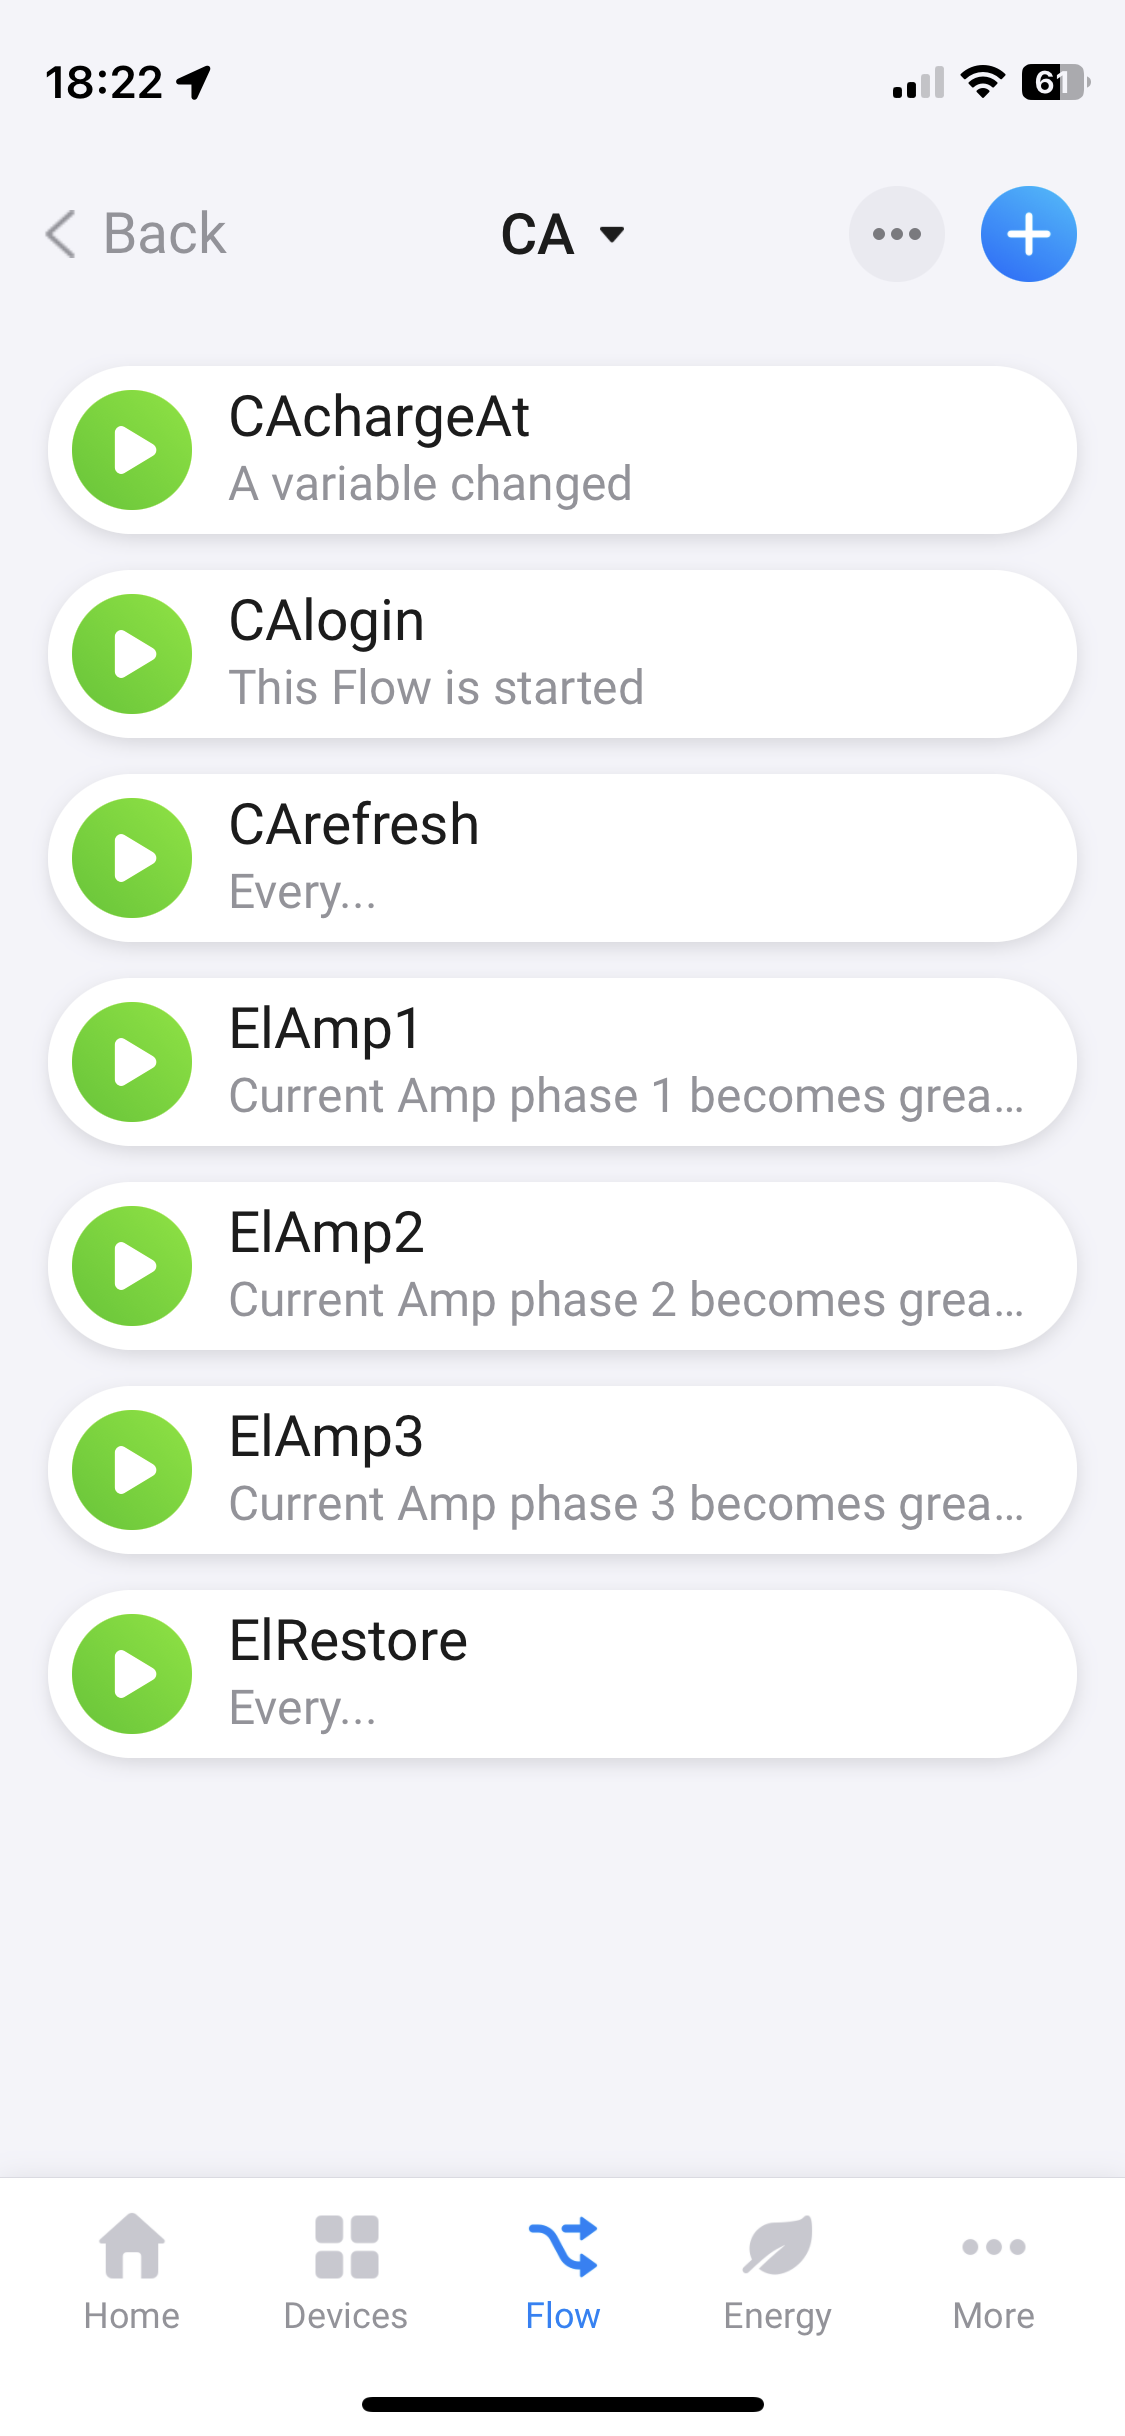 18:22
61
Back
CA
CAchargeAt
A variable changed
CAlogin
This Flow is started
CArefresh
Every...
ElAmp1
Current Amp phase 1 becomes grea...
ElAmp2
Current Amp phase 2 becomes grea...
ElAmp3
Current Amp phase 3 becomes grea...
ElRestore
Every...
Home
Devices
Flow
Energy
More